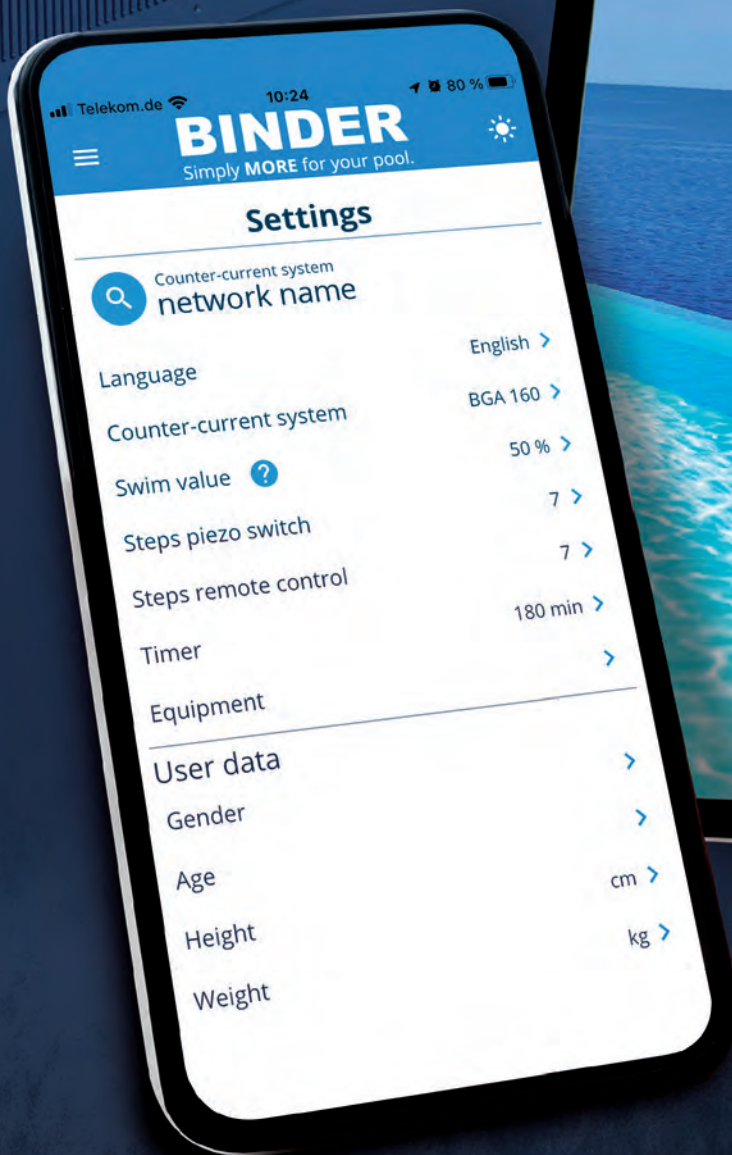 Telekom.de 10:24 80 %
BINDER
Simply MORE for your pool.
Settings
Counter-current system
network name
Language English
Counter-current system BGA 160
Swim value ? 50 %
Steps piezo switch 7
Steps remote control 7
Timer 180 min
Equipment
User data
Gender
Age
Height cm
Weight kg